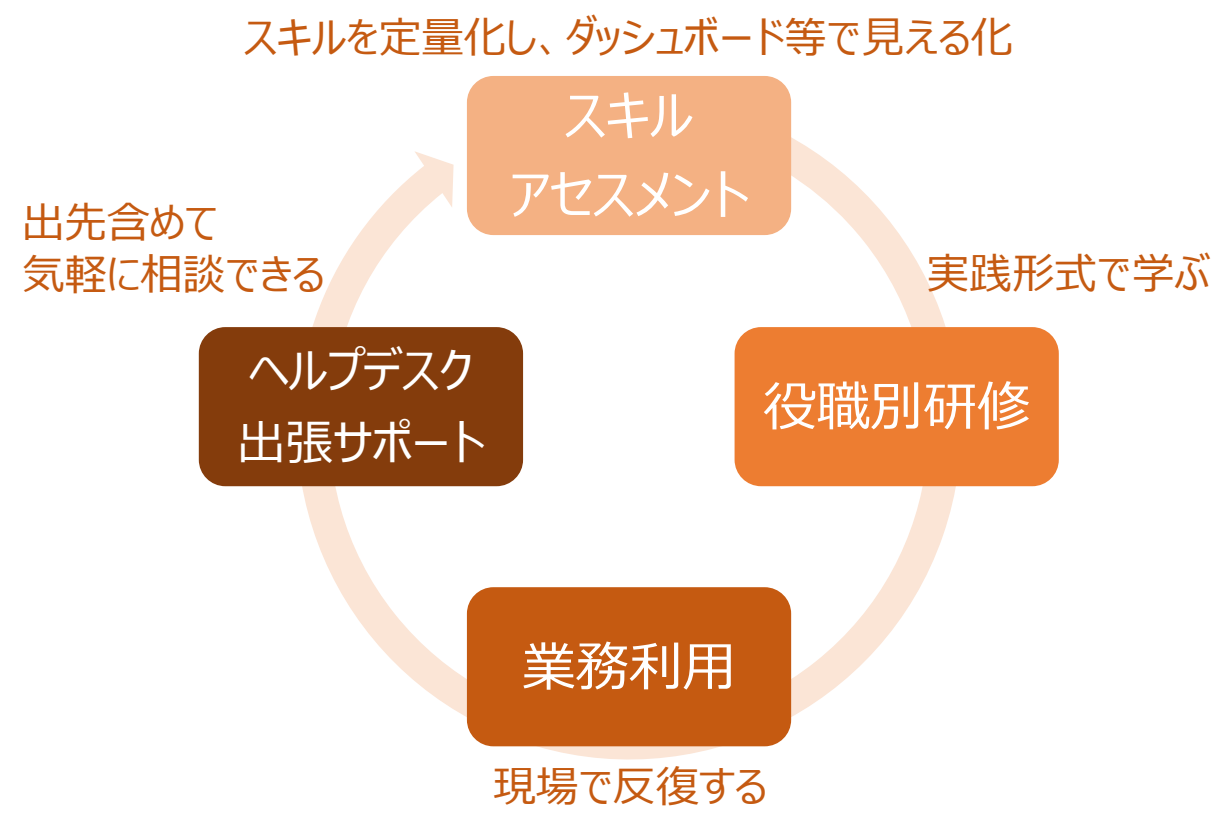 スキルを定量化し、ダッシュボード等で見える化
スキル
アセスメント
実践形式で学ぶ
役職別研修
業務利用
現場で反復する
出先含めて
気軽に相談できる
ヘルプデスク
出張サポート